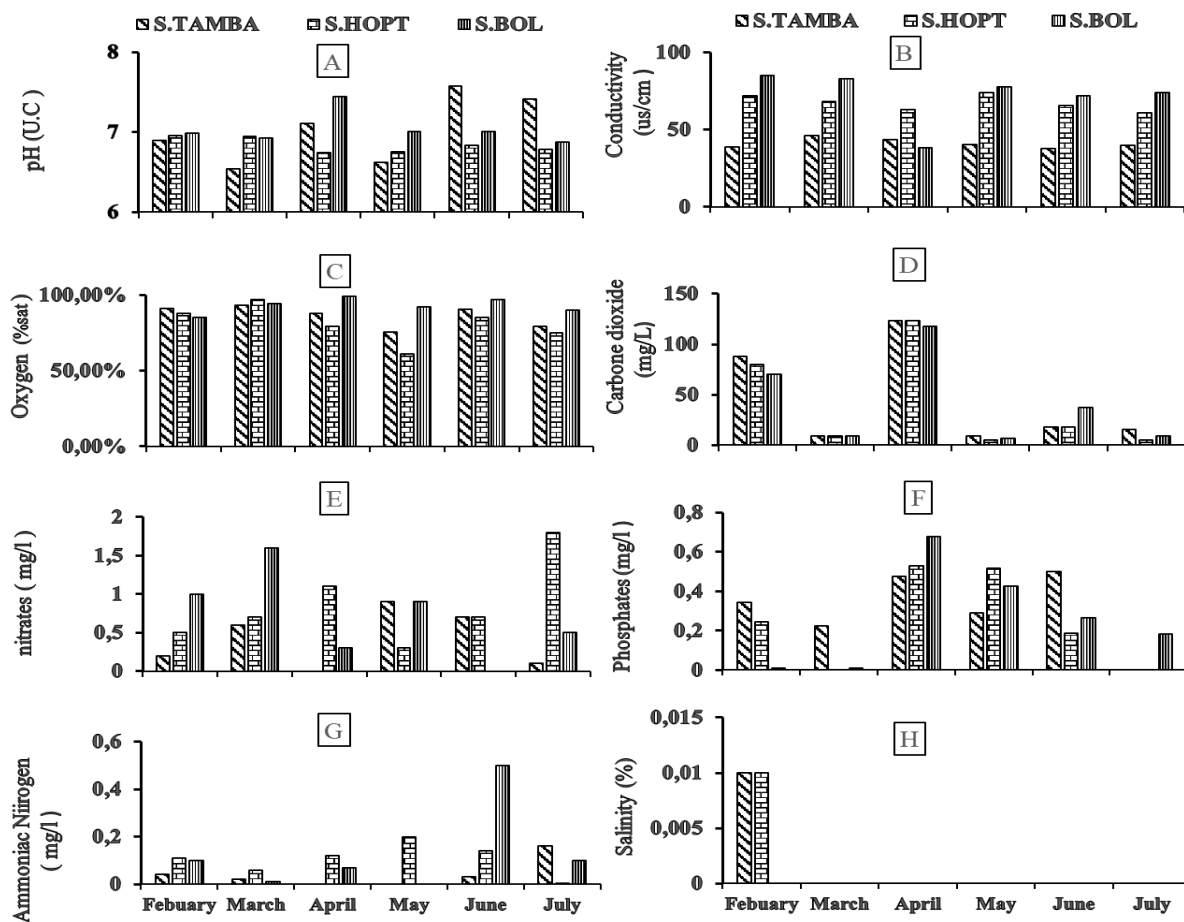 S.TAMBA S.HOPT S.BOL
S.TAMBA S.HOPT S.BOL
A
pH (U.C )
8
7
6
B
Conductivity
(us/cm )
100
50
0
C
Oxygen (%sat)
100,00%
50,00%
0,00%
D
Carbone dioxide
(mg/L)
150
100
50
0
E
nitrates ( mg/l )
2
1,5
1
0,5
0
F
Phosphates (mg/l )
0,8
0,6
0,4
0,2
0
G
Ammoniac Niirogen
( mg/l )
0,6
0,4
0,2
0
Febuary March April May June July
H
Salinity (%)
0,015
0,01
0,005
0
Febuary March April May June July